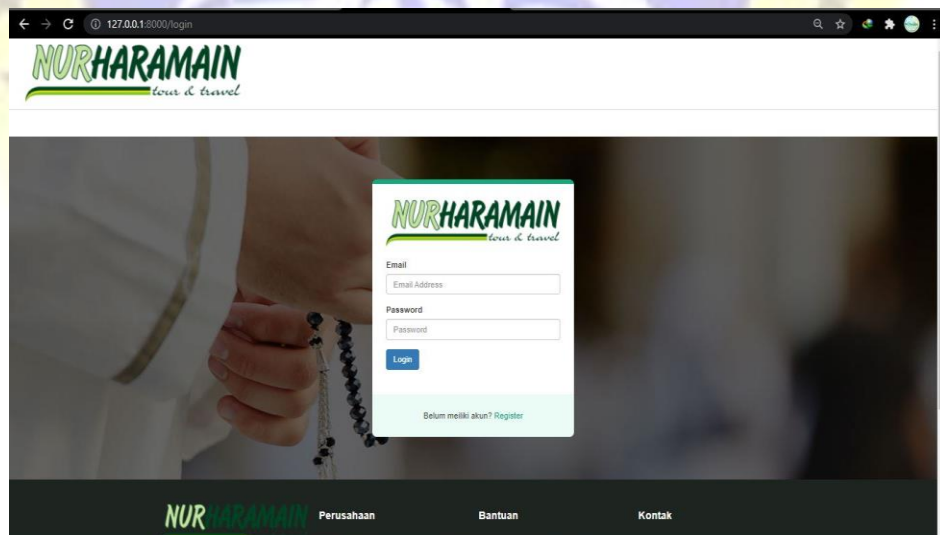 127.0.0.1:8000/login
NURHARAMAIN
tour & travel
NURHARAMAIN
tour & travel
Email
Email Address
Password
Password
Login
Belum meiliki akun? Register
NURHARAMAIN
Perusahaan
Bantuan
Kontak